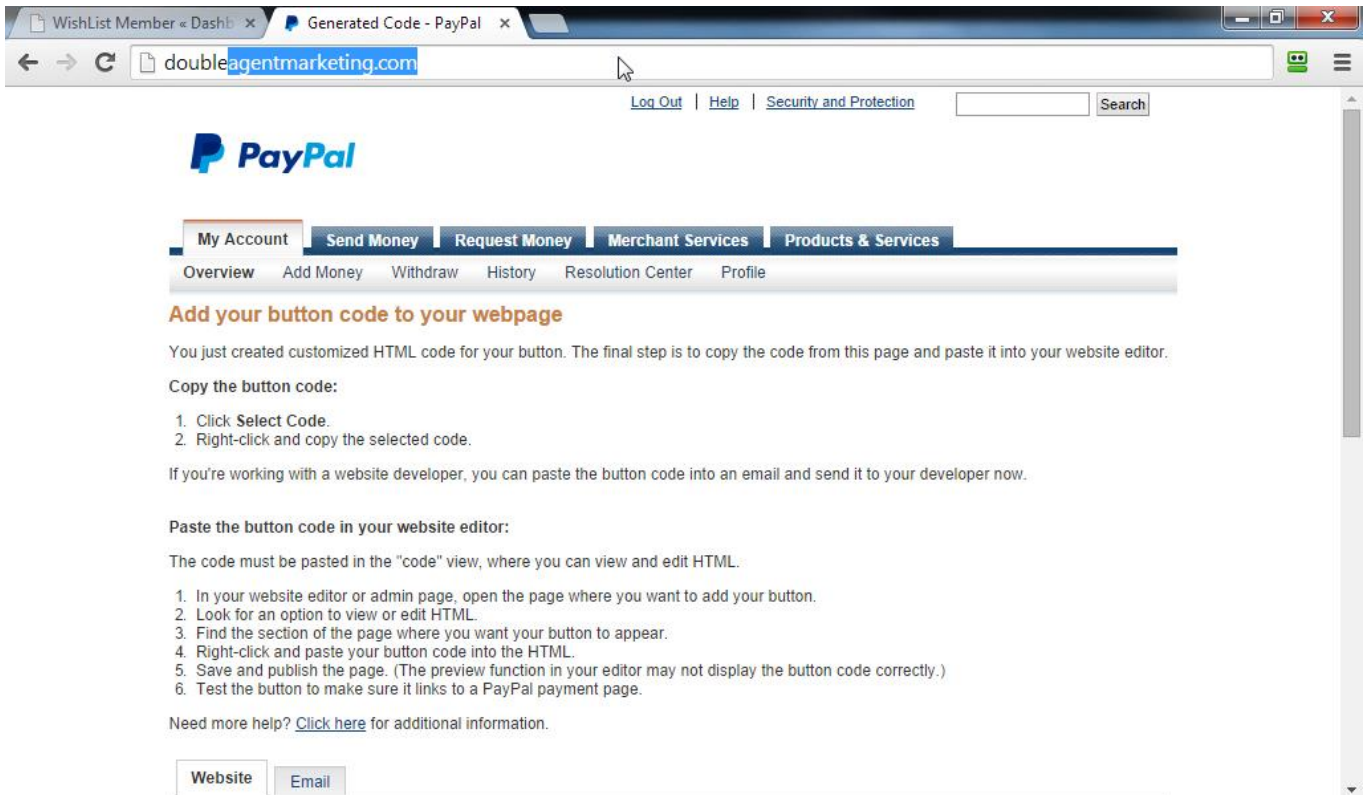 WishList Member « Dashb
Generated Code - PayPal
doubleagentmarketing.com
Log Out | Help | Security and Protection
Search
PayPal
My Account Send Money Request Money Merchant Services Products & Services
Overview Add Money Withdraw History Resolution Center Profile
Add your button code to your webpage
You just created customized HTML code for your button. The final step is to copy the code from this page and paste it into your website editor.
Copy the button code:
1. Click Select Code.
2. Right-click and copy the selected code.
If you're working with a website developer, you can paste the button code into an email and send it to your developer now.
Paste the button code in your website editor:
The code must be pasted in the "code" view, where you can view and edit HTML.
1. In your website editor or admin page, open the page where you want to add your button.
2. Look for an option to view or edit HTML.
3. Find the section of the page where you want your button to appear.
4. Right-click and paste your button code into the HTML.
5. Save and publish the page. (The preview function in your editor may not display the button code correctly.)
6. Test the button to make sure it links to a PayPal payment page.
Need more help? Click here for additional information.
Website Email